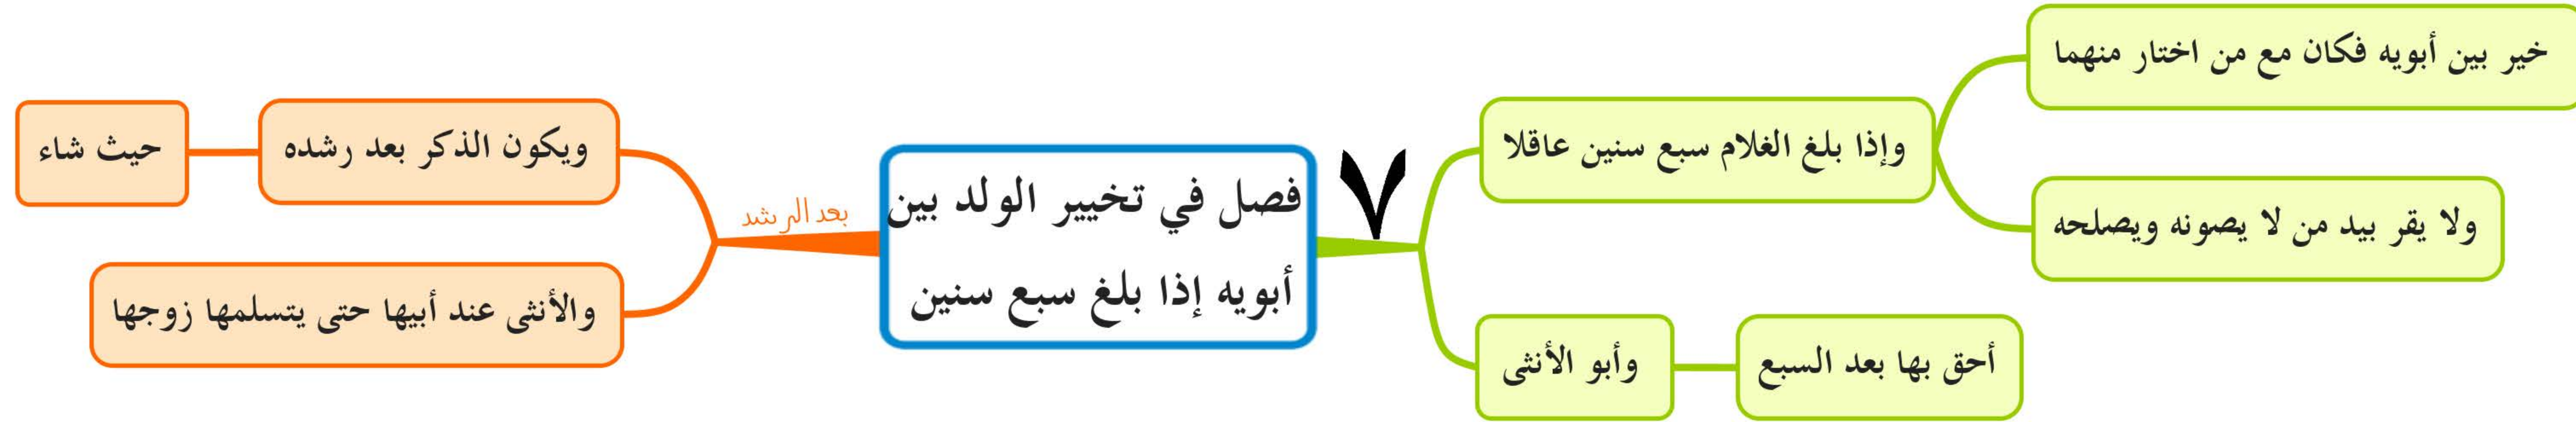 فصل في تخيير الولد بين
أبويه إذا بلغ سبع سنين
٧
وإذا بلغ الغلام سبع سنين عاقلا
خير بين أبويه فكان مع من اختار منهما
ولا يقر بيد من لا يصونه ويصلحه
وأبو الأنثى
أحق بها بعد السبع
بعد الرشد
ويكون الذكر بعد رشده
حيث شاء
والأنثى عند أبيها حتى يتسلمها زوجها